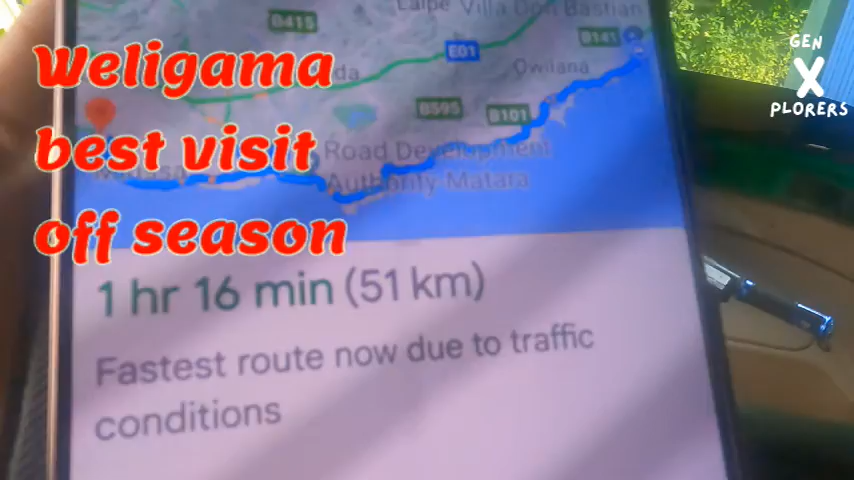 Lalpe Villa Don Bastian
B415
B141
E01
Owilana
da
B595
B101
Road Development
Authority-Matara
Weligama
best visit
off season
1 hr 16 min (51 km)
Fastest route now due to traffic
conditions
GEN
X
PLORERS